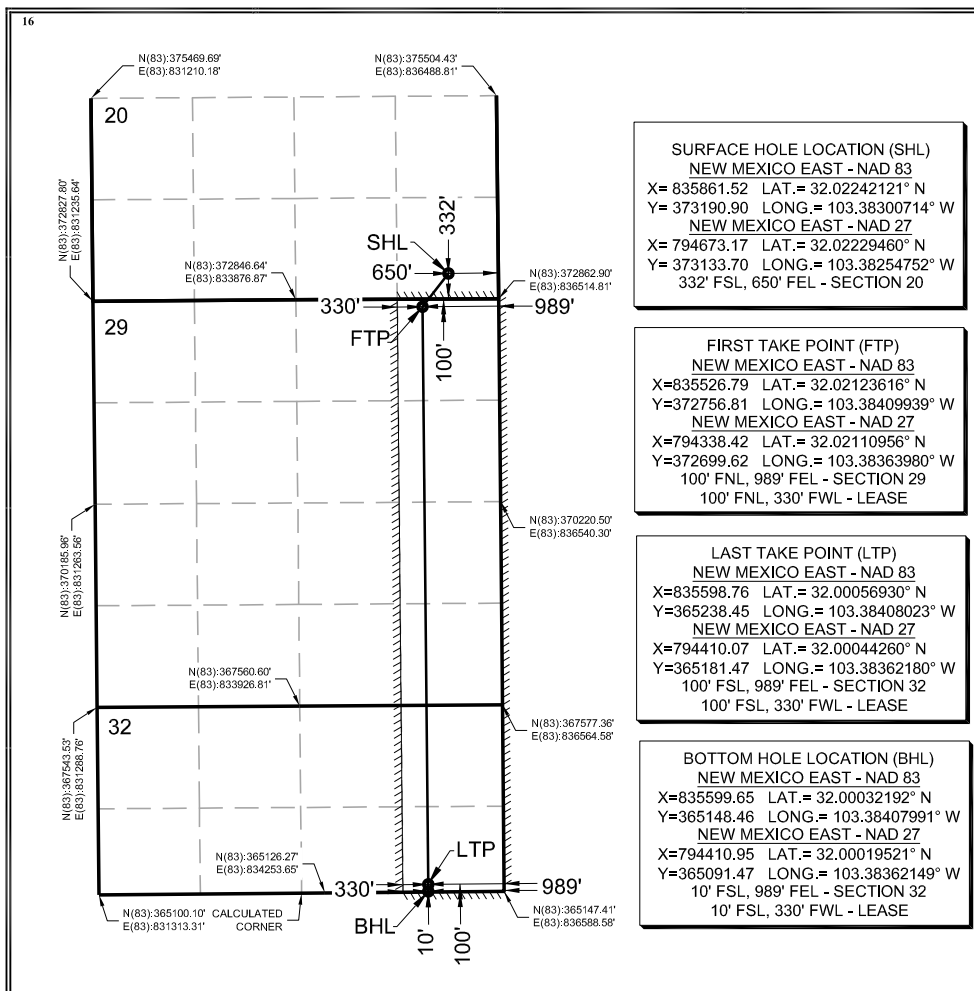 16
N(83):375469.69'
E(83):831210.18'
N(83):375504.43'
E(83):836488.81'
20
N(83):372827.80'
E(83):831235.64'
332'
SHL
650'
N(83):372846.64'
E(83):833876.87'
N(83):372862.90'
E(83):836514.81'
330'
989'
29
FTP
100'
N(83):370220.50'
E(83):836540.30'
N(83):370185.96'
E(83):831263.56'
N(83):367560.60'
E(83):833926.81'
32
N(83):367577.36'
E(83):836564.58'
N(83):367543.53'
E(83):831288.76'
LTP
N(83):365126.27'
E(83):834253.65'
330'
989'
N(83):365100.10'
E(83):831313.31'
CALCULATED
CORNER
BHL
10'
100'
N(83):365147.41'
E(83):836588.58'
SURFACE HOLE LOCATION (SHL)
NEW MEXICO EAST - NAD 83
X= 835861.52 LAT.= 32.02242121° N
Y= 373190.90 LONG.= 103.38300714° W
NEW MEXICO EAST - NAD 27
X= 794673.17 LAT.= 32.02229460° N
Y= 373133.70 LONG.= 103.38254752° W
332' FSL, 650' FEL - SECTION 20
FIRST TAKE POINT (FTP)
NEW MEXICO EAST - NAD 83
X=835526.79 LAT.= 32.02123616° N
Y=372756.81 LONG.= 103.38409939° W
NEW MEXICO EAST - NAD 27
X=794338.42 LAT.= 32.02110956° N
Y=372699.62 LONG.= 103.38363980° W
100' FNL, 989' FEL - SECTION 29
100' FNL, 330' FWL - LEASE
LAST TAKE POINT (LTP)
NEW MEXICO EAST - NAD 83
X=835598.76 LAT.= 32.00056930° N
Y=365238.45 LONG.= 103.38408023° W
NEW MEXICO EAST - NAD 27
X=794410.07 LAT.= 32.00044260° N
Y=365181.47 LONG.= 103.38362180° W
100' FSL, 989' FEL - SECTION 32
100' FSL, 330' FWL - LEASE
BOTTOM HOLE LOCATION (BHL)
NEW MEXICO EAST - NAD 83
X=835599.65 LAT.= 32.00032192° N
Y=365148.46 LONG.= 103.38407991° W
NEW MEXICO EAST - NAD 27
X=794410.95 LAT.= 32.00019521° N
Y=365091.47 LONG.= 103.38362149° W
10' FSL, 989' FEL - SECTION 32
10' FSL, 330' FWL - LEASE